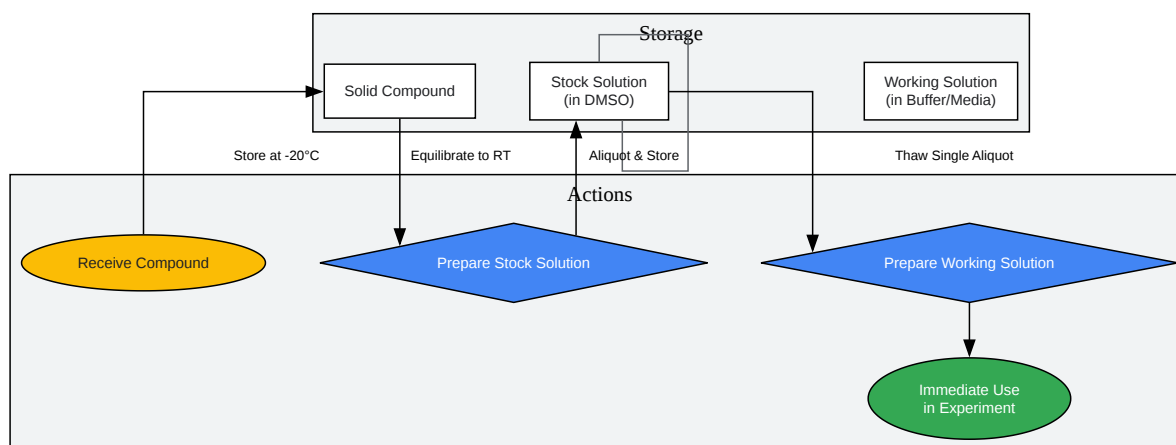 Storage
Solid Compound
Stock Solution
(in DMSO)
Working Solution
(in Buffer/Media)
Store at -20°C
Equilibrate to RT
Aliquot & Store
Thaw Single Aliquot
Actions
Receive Compound
Prepare Stock Solution
Prepare Working Solution
Immediate Use
in Experiment